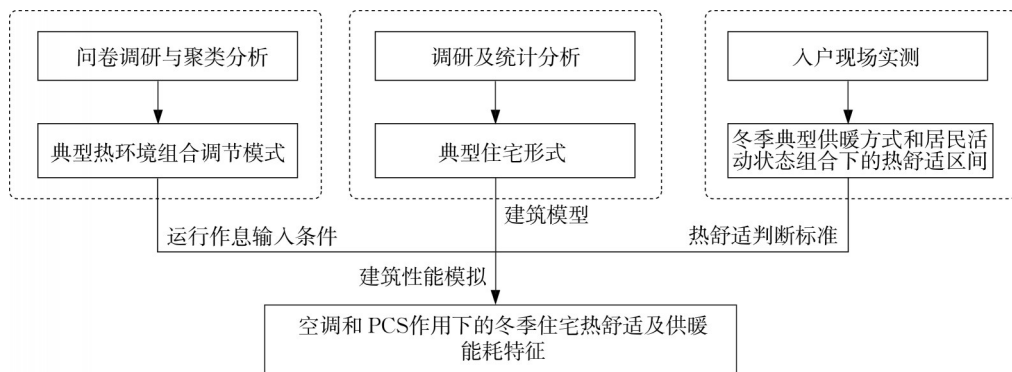 问卷调研与聚类分析
调研及统计分析
入户现场实测
典型热环境组合调节模式
典型住宅形式
冬季典型供暖方式和居民活
动状态组合下的热舒适区间
建筑模型
运行作息输入条件
热舒适判断标准
建筑性能模拟
空调和 PCS作用下的冬季住宅热舒适及供暖
能耗特征